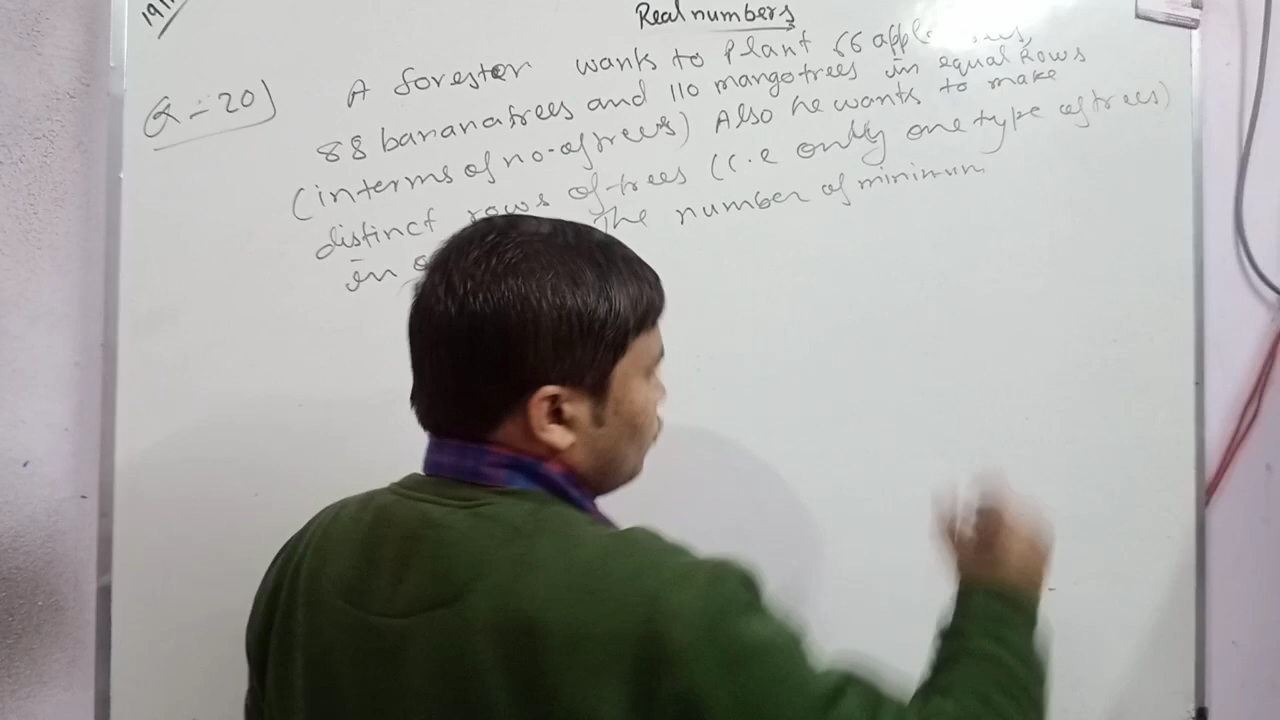 Real numbers
Q-20) A forester wants to plant 66 apple
88 banana trees and 110 mango trees in equal Rows
(in terms of no. of trees) Also he wants to make
distinct rows of trees (i.e only one type of trees)
in The number of minimum